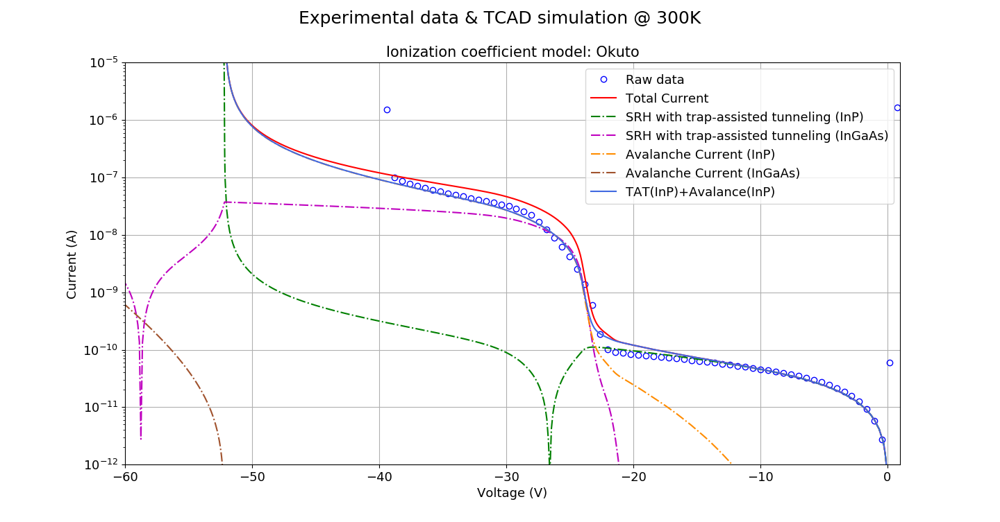 Experimental data & TCAD simulation @ 300K
Ionization coefficient model: Okuto
Raw data
Total Current
SRH with trap-assisted tunneling (InP)
SRH with trap-assisted tunneling (InGaAs)
Avalanche Current (InP)
Avalanche Current (InGaAs)
TAT(InP)+Avalance(InP)
Current (A)
10⁻⁵
10⁻⁶
10⁻⁷
10⁻⁸
10⁻⁹
10⁻¹⁰
10⁻¹¹
10⁻¹²
−60 −50 −40 −30 −20 −10 0
Voltage (V)